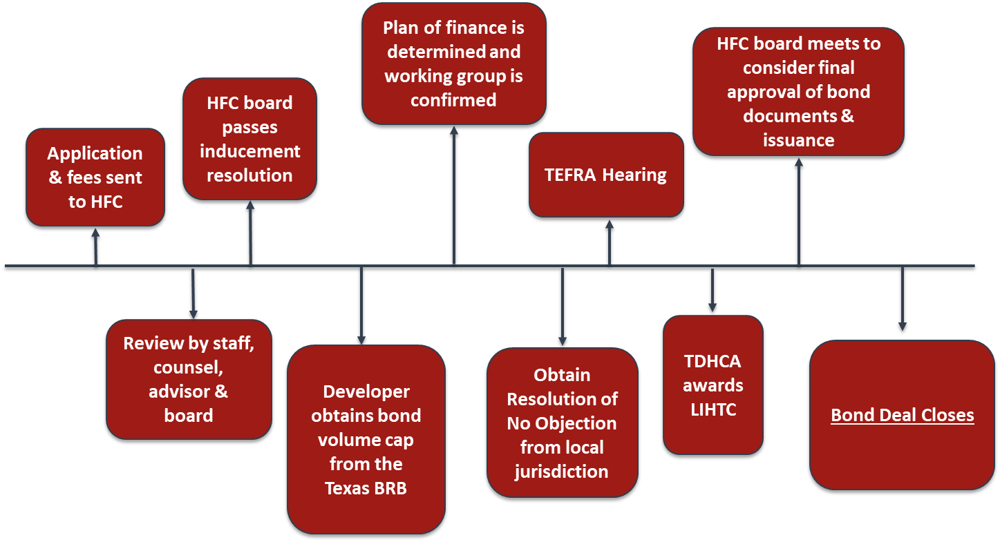 Application
& fees sent
to HFC
Review by staff,
counsel,
advisor &
board
HFC board
passes
inducement
resolution
Developer
obtains bond
volume cap
from the
Texas BRB
Plan of finance is
determined and
working group is
confirmed
Obtain
Resolution of
No Objection
from local
jurisdiction
TEFRA Hearing
TDHCA
awards
LIHTC
HFC board meets to
consider final
approval of bond
documents &
issuance
Bond Deal Closes